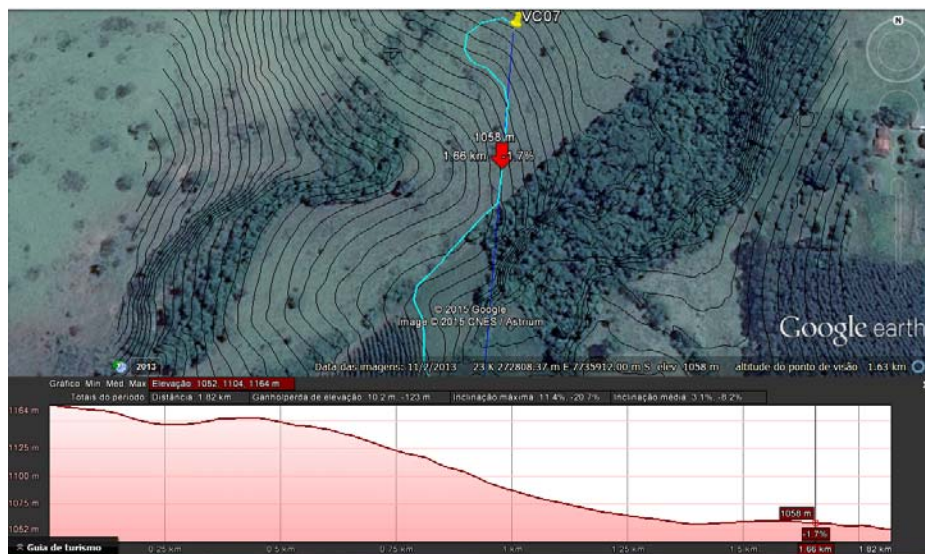 N
VC07
1058 m
1.66 km -1.7%
© 2015 Google
Image © 2015 CNES / Astrium
Google earth
2013
Data das imagens: 11/2/2013 23 K 272808.37 m E 7735912.00 m S elev 1058 m altitude do ponto de visão 1.63 km
Gráfico Mín Méd Max Elevação 1052, 1104, 1164 m
Totais do período Distância: 1.82 km Ganho/perda de elevação: 10.2 m, -123 m Inclinação máxima: 11.4%, -20.7% Inclinação média: 3.1%, -8.2%
1164 m
1125 m
1100 m
1075 m
1052 m
1058 m
-1.7%
Guia de turismo
0.25 km 0.5 km 0.75 km 1 km 1.25 km 1.5 km 1.66 km 1.82 km